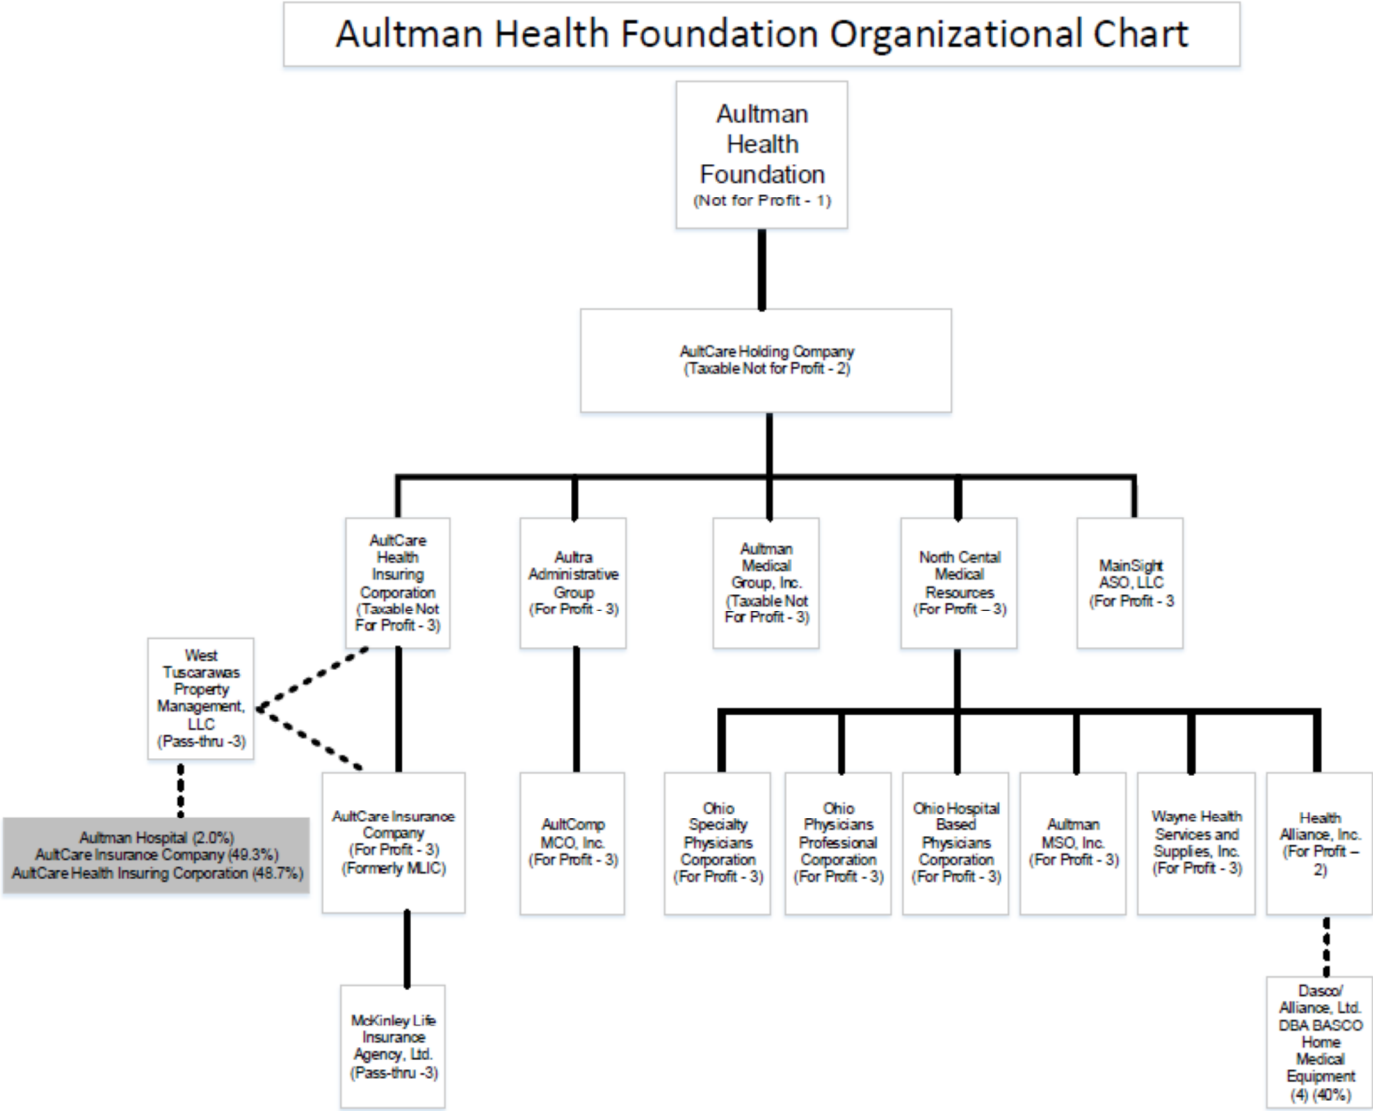 Aultman Health Foundation Organizational Chart
Aultman
Health
Foundation
(Not for Profit - 1)
AultCare Holding Company
(Taxable Not for Profit - 2)
AultCare
Health
Insuring
Corporation
(Taxable Not
For Profit - 3)
Aultra
Administrative
Group
(For Profit - 3)
Aultman
Medical
Group, Inc.
(Taxable Not
For Profit - 3)
North Cental
Medical
Resources
(For Profit – 3)
MainSight
ASO, LLC
(For Profit - 3
West
Tuscarawas
Property
Management,
LLC
(Pass-thru -3)
Aultman Hospital (2.0%)
AultCare Insurance Company (49.3%)
AultCare Health Insuring Corporation (48.7%)
AultCare Insurance
Company
(For Profit - 3)
(Formerly MLIC)
AultComp
MCO, Inc.
(For Profit - 3)
Ohio
Specialty
Physicians
Corporation
(For Profit - 3)
Ohio
Physicians
Professional
Corporation
(For Profit - 3)
Ohio Hospital
Based
Physicians
Corporation
(For Profit - 3)
Aultman
MSO, Inc.
(For Profit - 3)
Wayne Health
Services and
Supplies, Inc.
(For Profit - 3)
Health
Alliance, Inc.
(For Profit –
2)
McKinley Life
Insurance
Agency, Ltd.
(Pass-thru -3)
Dasco/
Alliance, Ltd.
DBA BASCO
Home
Medical
Equipment
(4) (40%)